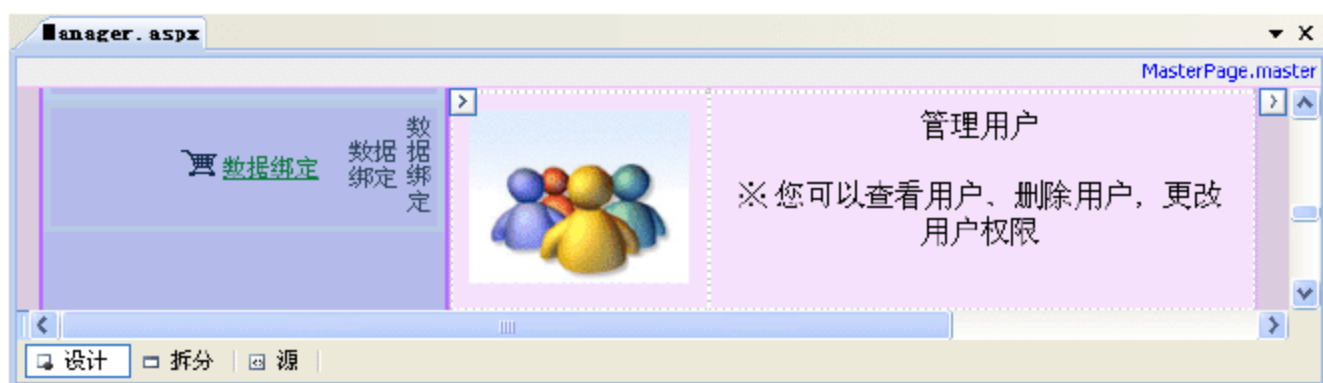 Manager.aspx
MasterPage.master
数据绑定
数据
绑定
数
据
绑
定
管理用户
※ 您可以查看用户、删除用户，更改
用户权限
设计
拆分
源